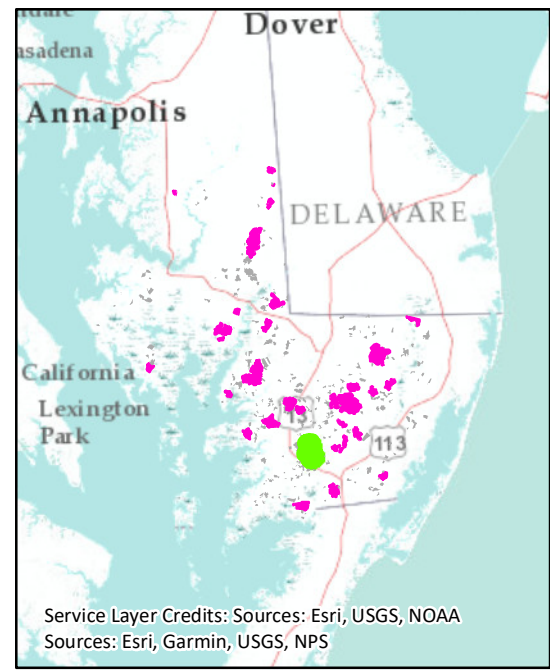 Dover
asadena
Annapolis
DELAWARE
California
Lexington
Park
13
113
Service Layer Credits: Sources: Esri, USGS, NOAA
Sources: Esri, Garmin, USGS, NPS